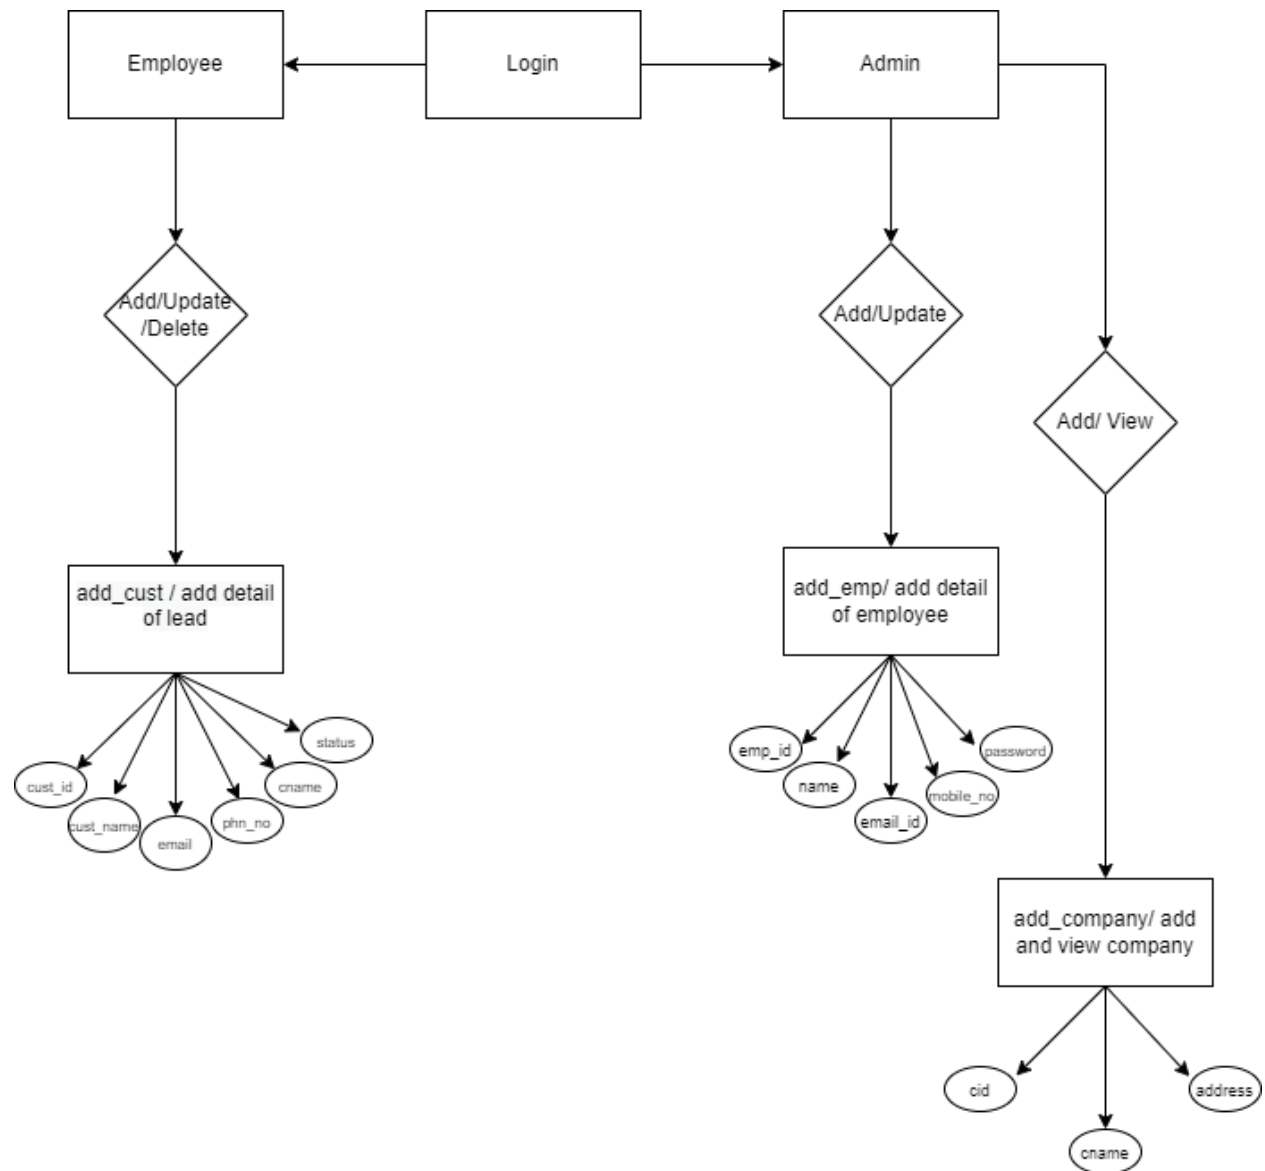 Employee
Login
Admin
Add/Update
/Delete
Add/Update
Add/ View
add_cust / add detail
of lead
add_emp/ add detail
of employee
status
emp_id
password
cust_id
cname
name
mobile_no
cust_name
phn_no
email_id
email
add_company/ add
and view company
cid
address
cname